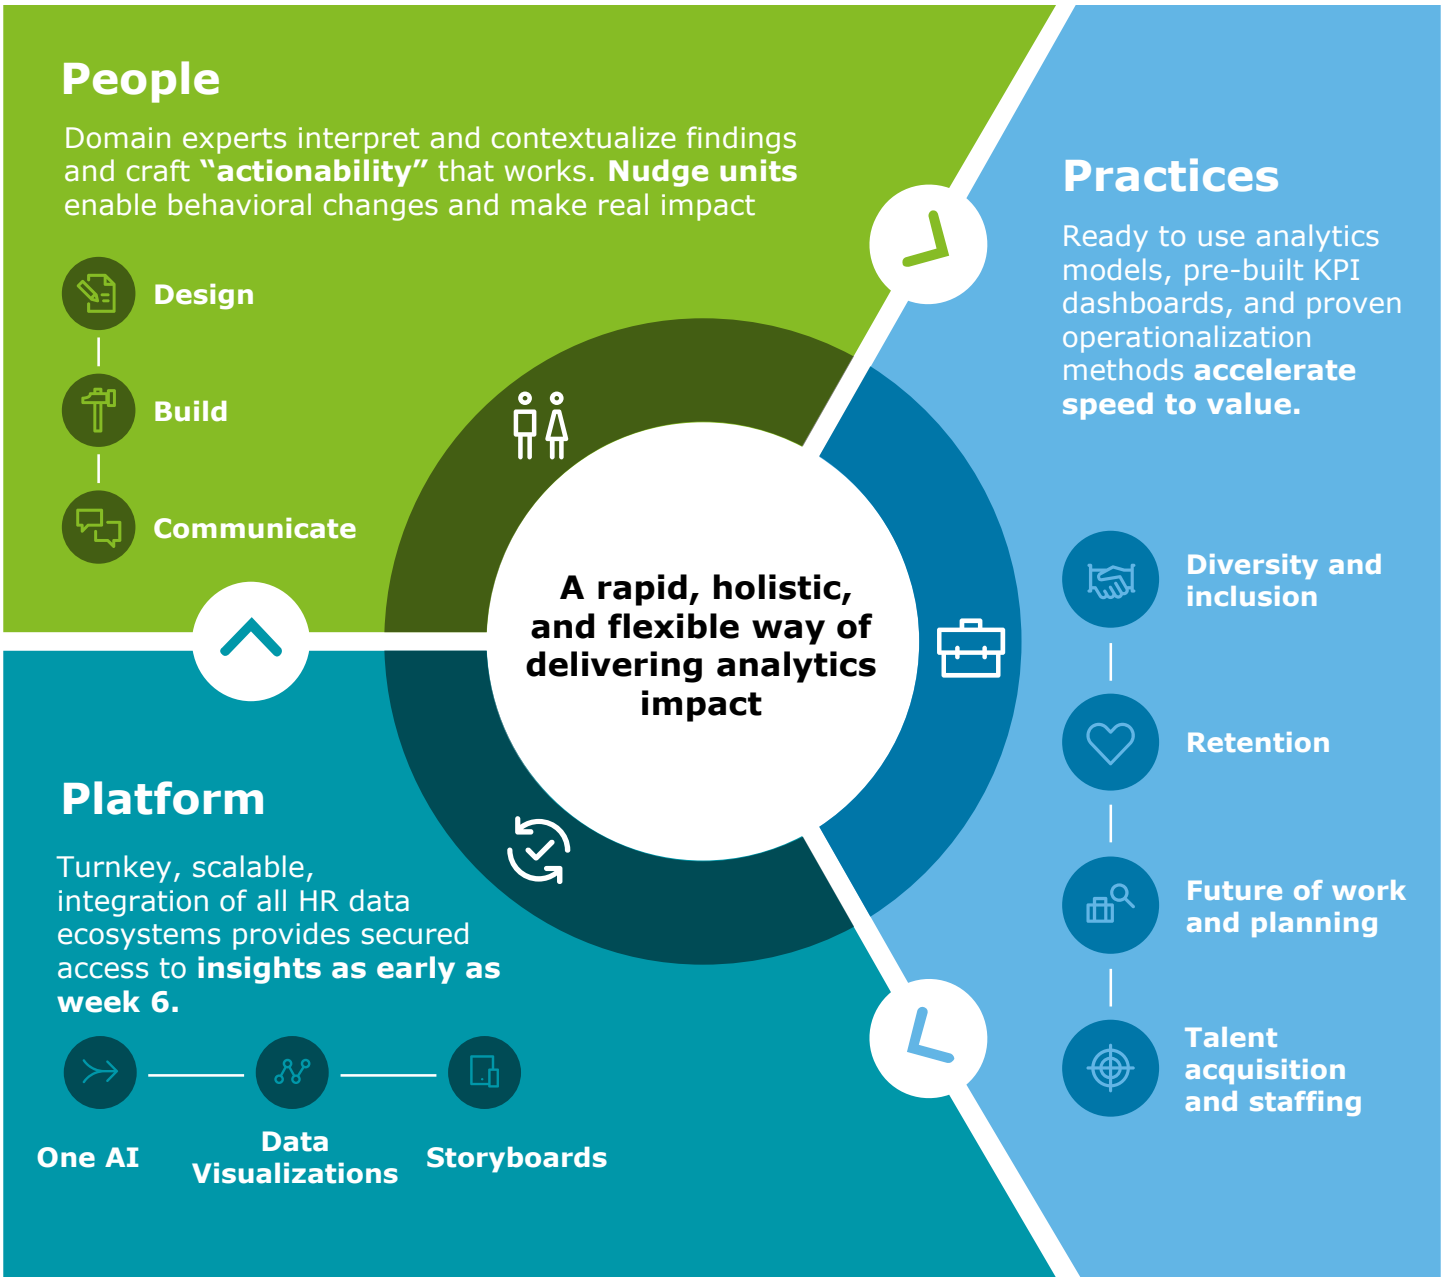 People
Domain experts interpret and contextualize findings
and craft “actionability” that works. Nudge units
enable behavioral changes and make real impact
Design
Build
Communicate
Practices
Ready to use analytics
models, pre-built KPI
dashboards, and proven
operationalization
methods accelerate
speed to value.
Diversity and
inclusion
Retention
Future of work
and planning
Talent
acquisition
and staffing
A rapid, holistic,
and flexible way of
delivering analytics
impact
Platform
Turnkey, scalable,
integration of all HR data
ecosystems provides secured
access to insights as early as
week 6.
One AI
Data
Visualizations
Storyboards